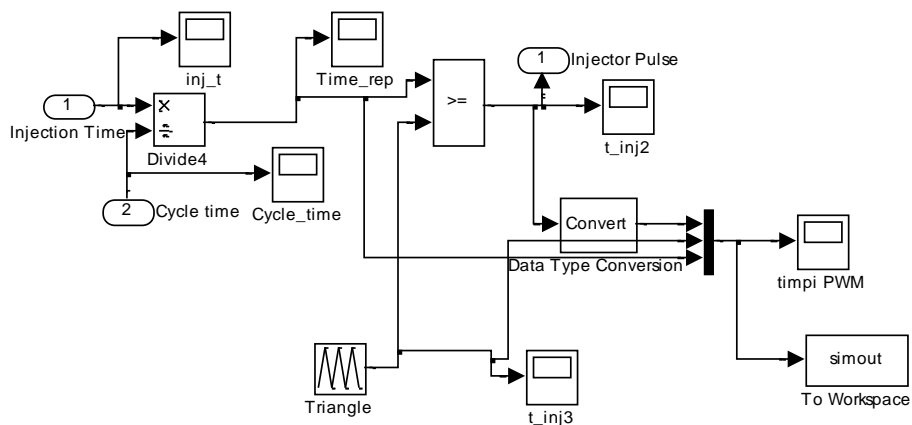 1
Injection Time
inj_t
×
÷
Divide4
Time_rep
2
Cycle time
Cycle_time
>=
1
Injector Pulse
t_inj2
Convert
Data Type Conversion
timpi PWM
simout
To Workspace
Triangle
t_inj3